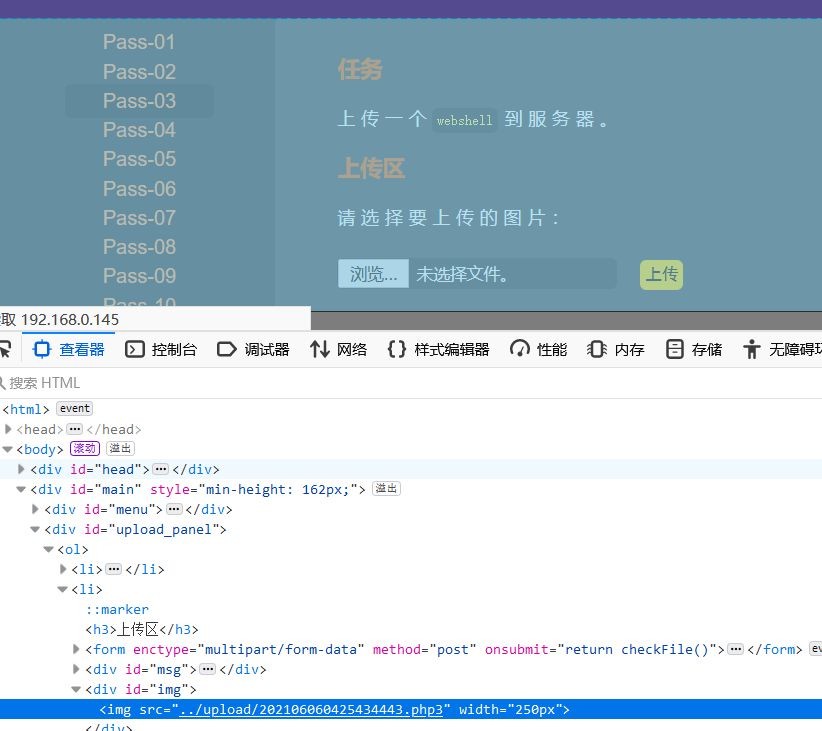 Pass-01
Pass-02
Pass-03
Pass-04
Pass-05
Pass-06
Pass-07
Pass-08
Pass-09
Pass-10
任务
上传一个 webshell 到服务器。
上传区
请选择要上传的图片:
浏览... 未选择文件。 上传
取 192.168.0.145
查看器 控制台 调试器 网络 样式编辑器 性能 内存 存储 无障碍环
搜索 HTML
<html> event
<head> ... </head>
<body> 滚动 溢出
<div id="head"> ... </div>
<div id="main" style="min-height: 162px;"> 溢出
<div id="menu"> ... </div>
<div id="upload_panel">
<ol>
<li> ... </li>
<li>
::marker
<h3>上传区</h3>
<form enctype="multipart/form-data" method="post" onsubmit="return checkFile()"> ... </form> ev
<div id="msg"> ... </div>
<div id="img">
<img src="../upload/202106060425434443.php3" width="250px">
</div>